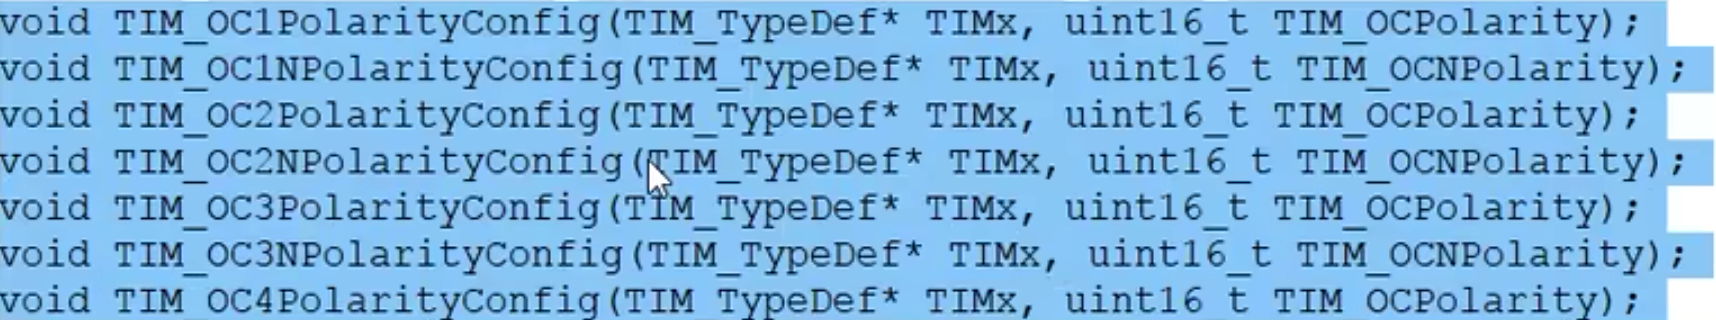 void TIM_OC1PolarityConfig(TIM_TypeDef* TIMx, uint16_t TIM_OCPolarity);
void TIM_OC1NPolarityConfig(TIM_TypeDef* TIMx, uint16_t TIM_OCNPolarity);
void TIM_OC2PolarityConfig(TIM_TypeDef* TIMx, uint16_t TIM_OCPolarity);
void TIM_OC2NPolarityConfig(TIM_TypeDef* TIMx, uint16_t TIM_OCNPolarity);
void TIM_OC3PolarityConfig(TIM_TypeDef* TIMx, uint16_t TIM_OCPolarity);
void TIM_OC3NPolarityConfig(TIM_TypeDef* TIMx, uint16_t TIM_OCNPolarity);
void TIM_OC4PolarityConfig(TIM_TypeDef* TIMx, uint16_t TIM_OCPolarity);